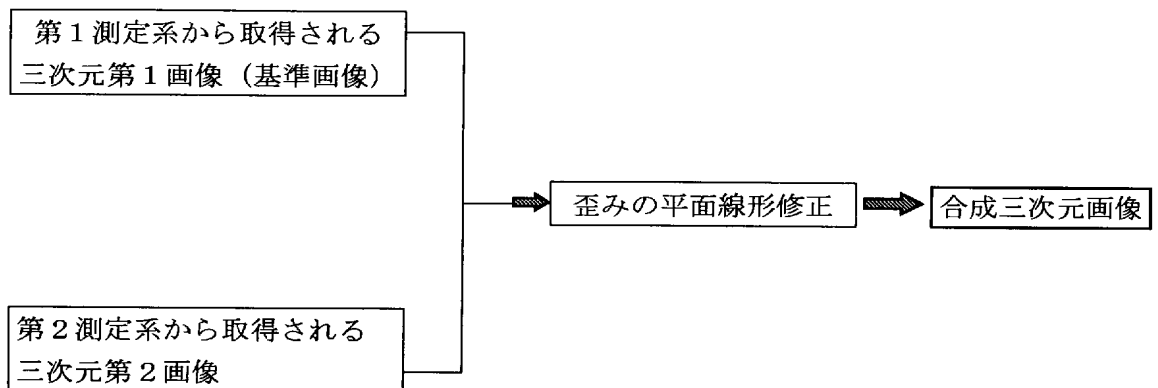 第１測定系から取得される
三次元第１画像（基準画像）
歪みの平面線形修正
合成三次元画像
第２測定系から取得される
三次元第２画像